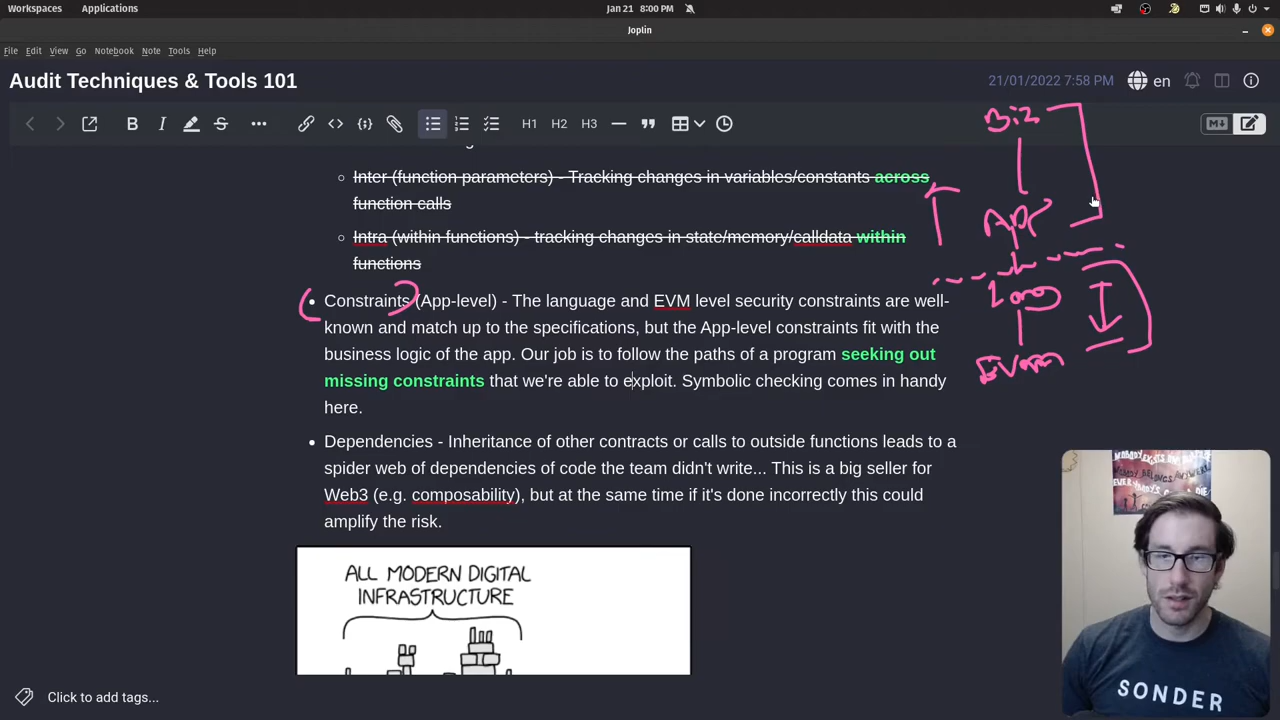 Workspaces Applications Jan 21 8:00 PM
Joplin
File Edit View Go Notebook Note Tools Help
Audit Techniques & Tools 101 21/01/2022 7:58 PM en
B I S H1 H2 H3
Inter (function parameters) - Tracking changes in variables/constants across
function calls
Intra (within functions) - tracking changes in state/memory/calldata within
functions
Constraints (App-level) - The language and EVM level security constraints are well-
known and match up to the specifications, but the App-level constraints fit with the
business logic of the app. Our job is to follow the paths of a program seeking out
missing constraints that we're able to exploit. Symbolic checking comes in handy
here.
Dependencies - Inheritance of other contracts or calls to outside functions leads to a
spider web of dependencies of code the team didn't write... This is a big seller for
Web3 (e.g. composability), but at the same time if it's done incorrectly this could
amplify the risk.
ALL MODERN DIGITAL
INFRASTRUCTURE
Biz
APP
Lang
EVM
SONDER
Click to add tags...